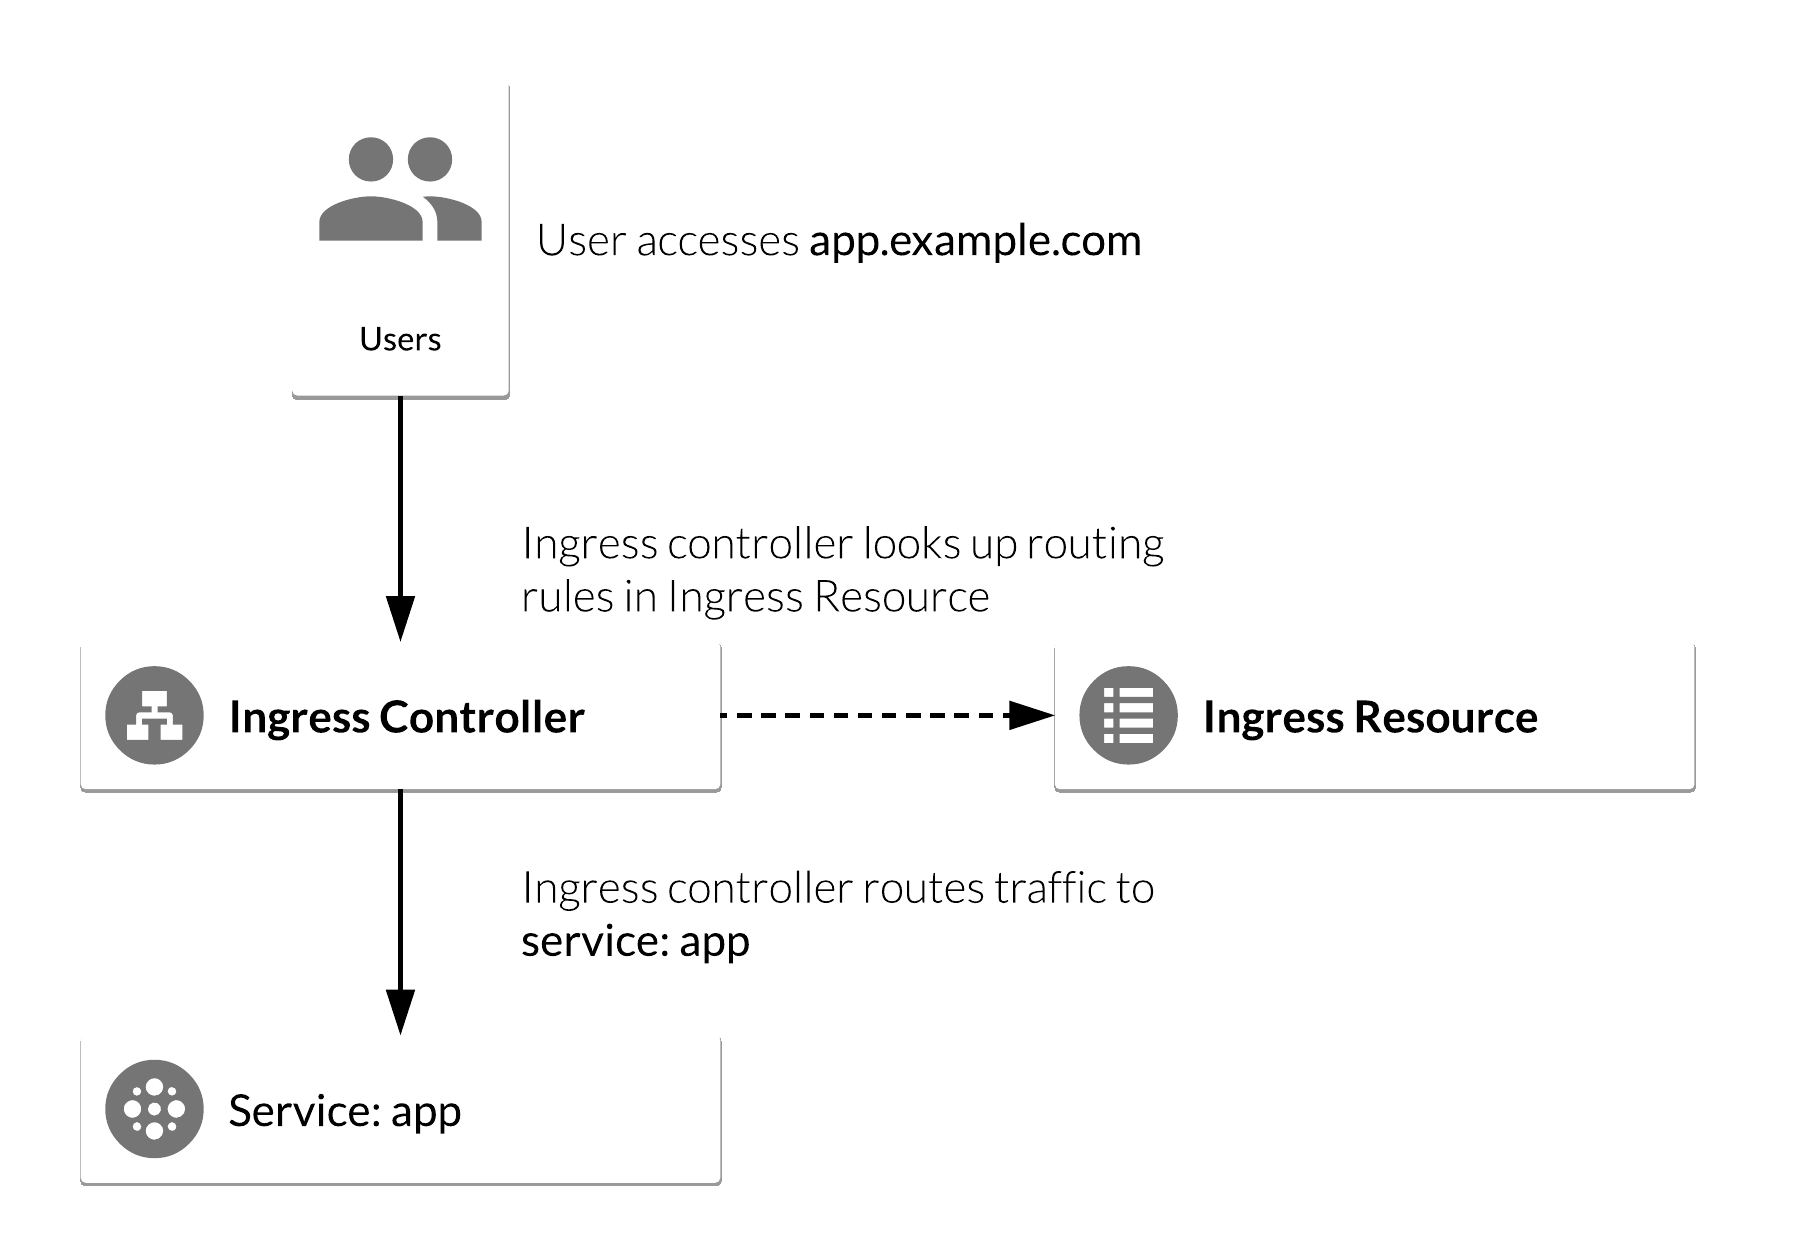 User accesses app.example.com
Users
Ingress controller looks up routing
rules in Ingress Resource
Ingress Controller
Ingress Resource
Ingress controller routes traffic to
service: app
Service: app